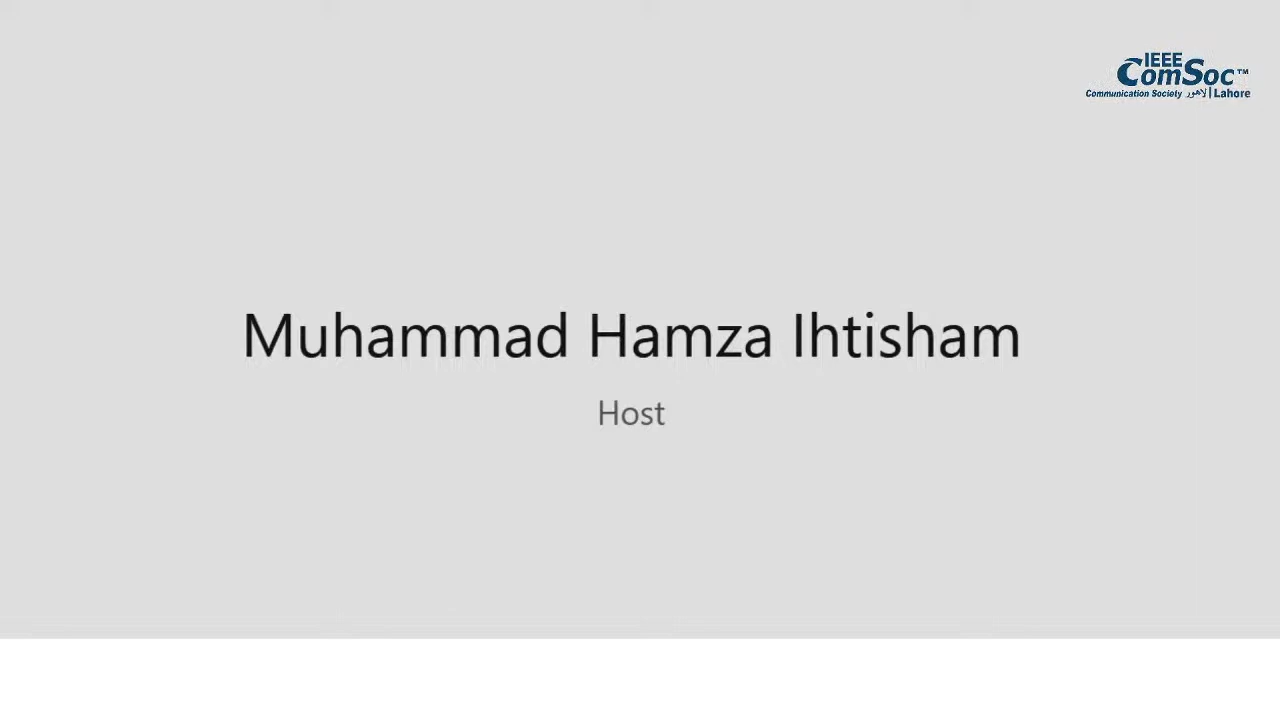 IEEE
ComSoc™
Communication Society لاہور | Lahore
Muhammad Hamza Ihtisham
Host